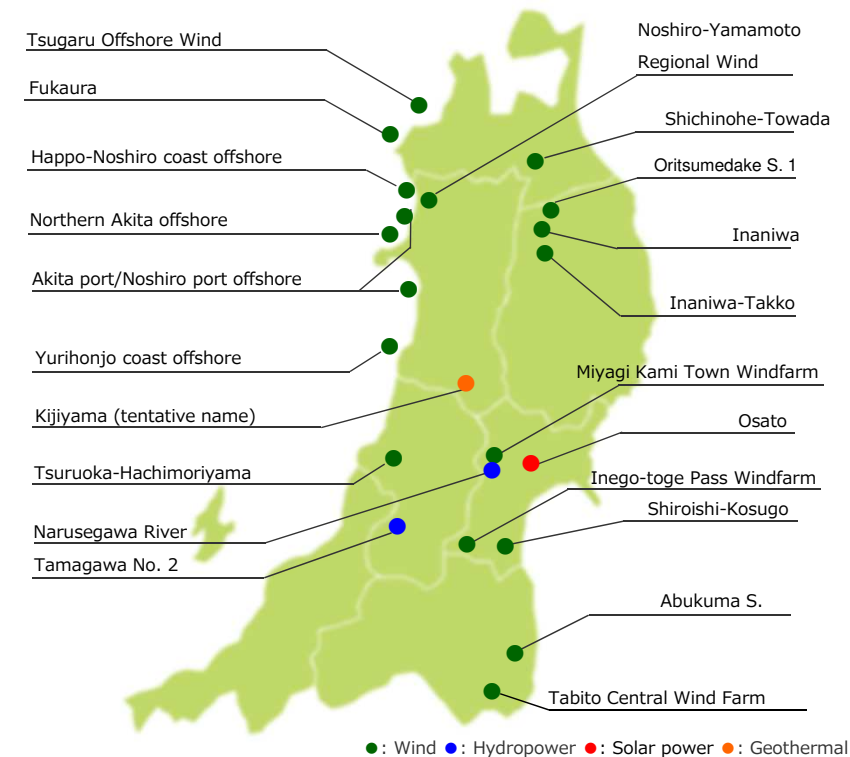 Tsugaru Offshore Wind
Fukaura
Happo-Noshiro coast offshore
Northern Akita offshore
Akita port/Noshiro port offshore
Yurihonjo coast offshore
Kijiyama (tentative name)
Tsuruoka-Hachimoriyama
Narusegawa River
Tamagawa No. 2
Noshiro-Yamamoto
Regional Wind
Shichinohe-Towada
Oritsumedake S. 1
Inaniwa
Inaniwa-Takko
Miyagi Kami Town Windfarm
Osato
Inego-toge Pass Windfarm
Shiroishi-Kosugo
Abukuma S.
Tabito Central Wind Farm
●: Wind ●: Hydropower ●: Solar power ●: Geothermal